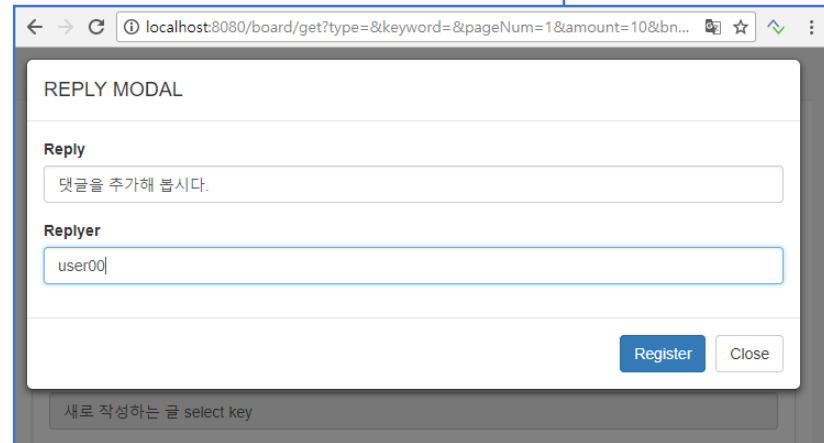 localhost:8080/board/get?type=&keyword=&pageNum=1&amount=10&bn...
REPLY MODAL
Reply
댓글을 추가해 봅시다.
Replyer
user00
Register Close
새로 작성하는 글 select key